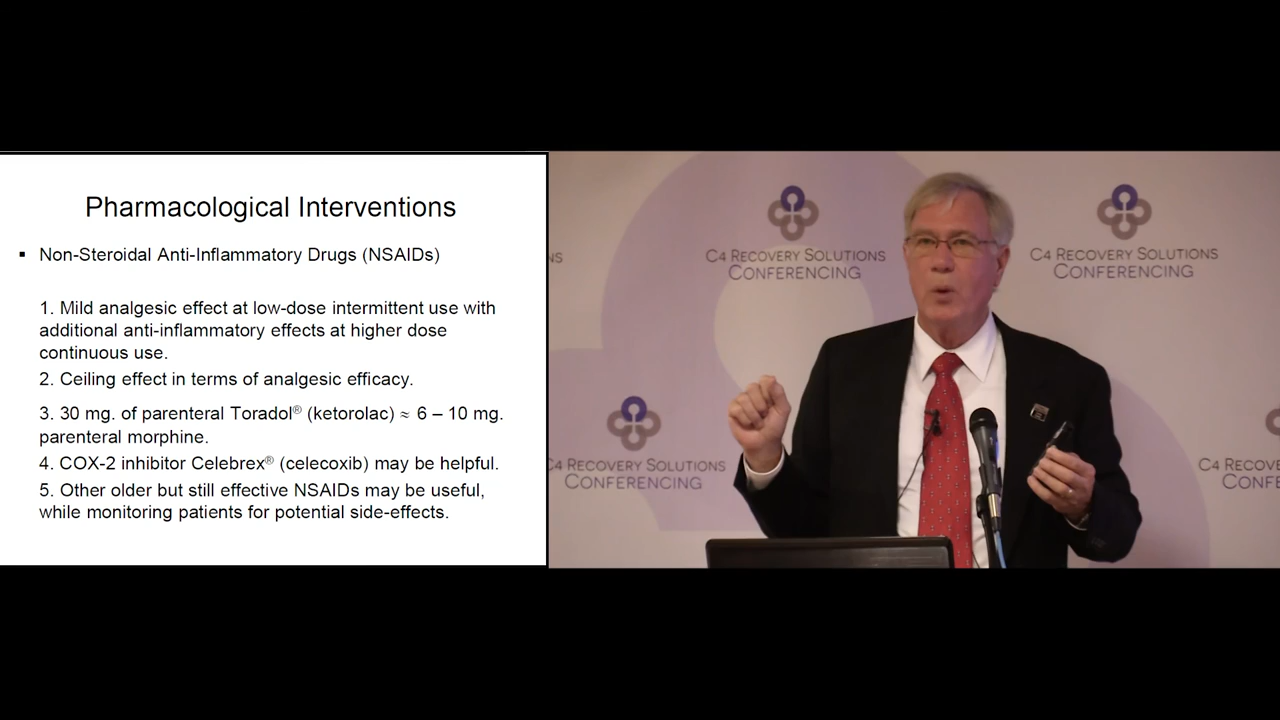 Pharmacological Interventions
▪ Non-Steroidal Anti-Inflammatory Drugs (NSAIDs)
1. Mild analgesic effect at low-dose intermittent use with
additional anti-inflammatory effects at higher dose
continuous use.
2. Ceiling effect in terms of analgesic efficacy.
3. 30 mg. of parenteral Toradol® (ketorolac) ≈ 6 – 10 mg.
parenteral morphine.
4. COX-2 inhibitor Celebrex® (celecoxib) may be helpful.
5. Other older but still effective NSAIDs may be useful,
while monitoring patients for potential side-effects.
NS
C4 RECOVERY SOLUTIONS
CONFERENCING
C4 RECOVERY SOLUTIONS
CONFERENCING
C4 RECOVERY SOLUTIONS
CONFERENCING
C4 RECOVE
CONFE